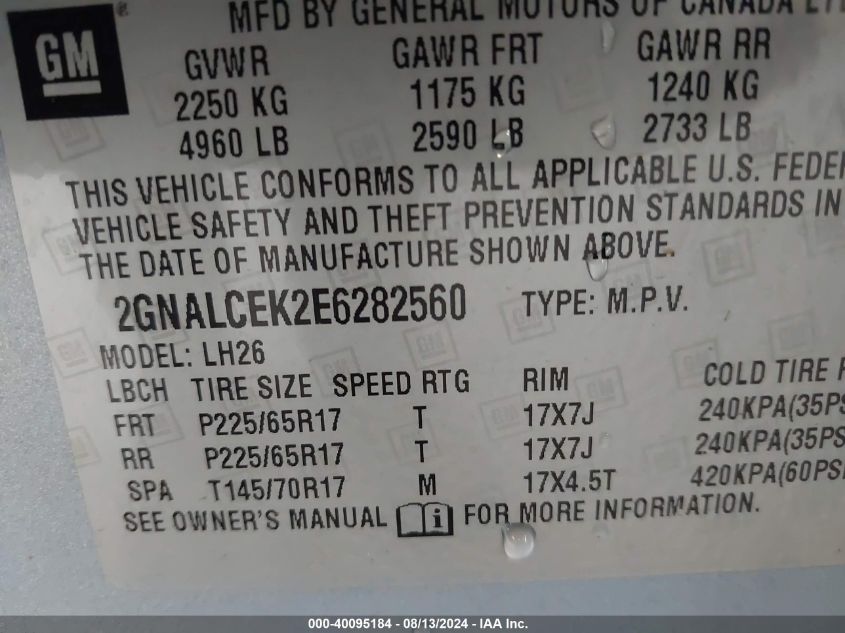 MFD BY GENERAL MOTORS OF CANADA
GM ®
GVWR GAWR FRT GAWR RR
2250 KG 1175 KG 1240 KG
4960 LB 2590 LB 2733 LB
THIS VEHICLE CONFORMS TO ALL APPLICABLE U.S.
VEHICLE SAFETY AND THEFT PREVENTION STANDARDS IN
THE DATE OF MANUFACTURE SHOWN ABOVE.
2GNALCEK2E6282560 TYPE: M.P.V.
MODEL: LH26
LBCH TIRE SIZE SPEED RTG RIM COLD TIRE
FRT P225/65R17 T 17X7J 240KPA(35PS
RR P225/65R17 T 17X7J 240KPA(35PS
SPA T145/70R17 M 17X4.5T 420KPA(60PS
SEE OWNER'S MANUAL i FOR MORE INFORMATION.
000-40095184 - 08/13/2024 - IAA Inc.